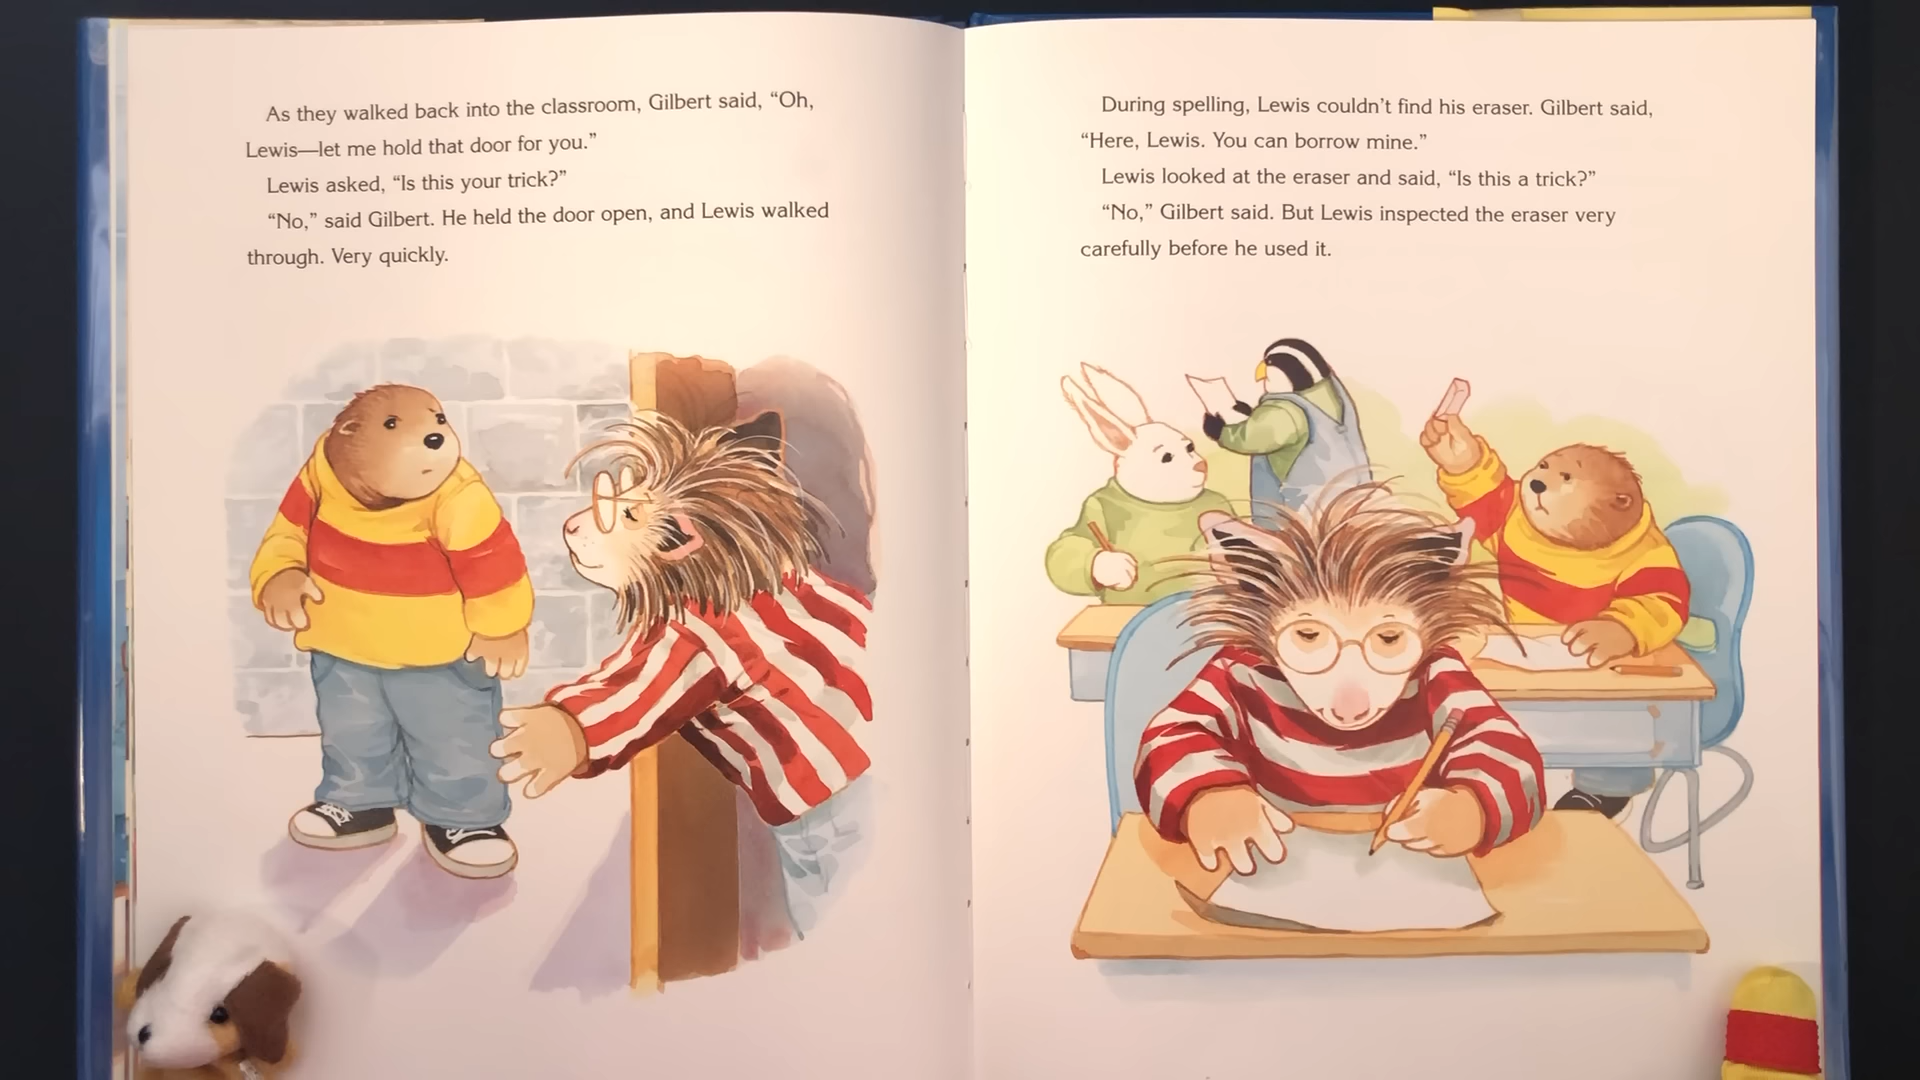 As they walked back into the classroom, Gilbert said, “Oh,
Lewis—let me hold that door for you.”
Lewis asked, “Is this your trick?”
“No,” said Gilbert. He held the door open, and Lewis walked
through. Very quickly.
During spelling, Lewis couldn’t find his eraser. Gilbert said,
“Here, Lewis. You can borrow mine.”
Lewis looked at the eraser and said, “Is this a trick?”
“No,” Gilbert said. But Lewis inspected the eraser very
carefully before he used it.